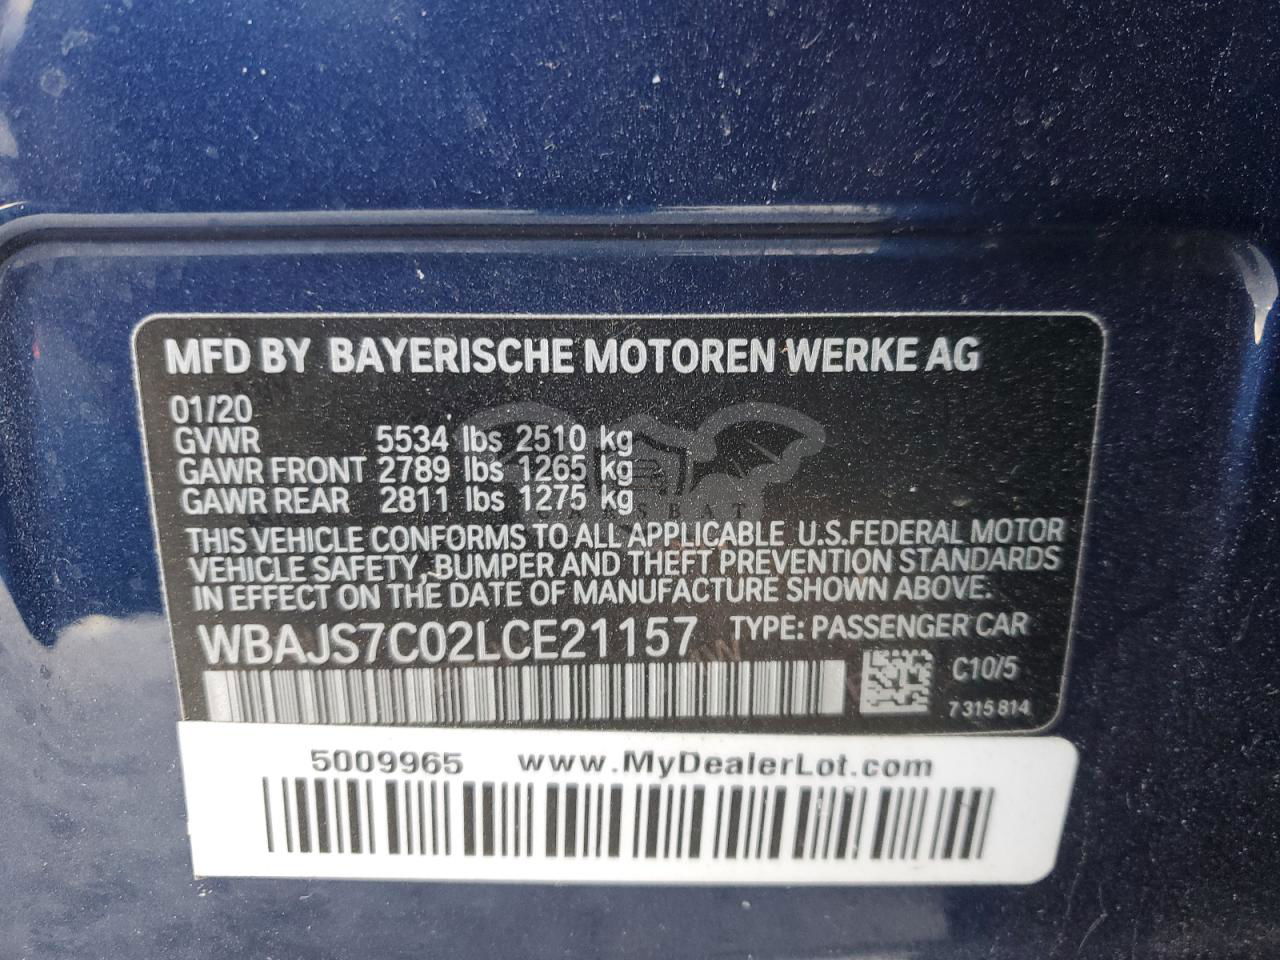 MFD BY BAYERISCHE MOTOREN WERKE AG
01/20
GVWR 5534 lbs 2510 kg
GAWR FRONT 2789 lbs 1265 kg
GAWR REAR 2811 lbs 1275 kg
THIS VEHICLE CONFORMS TO ALL APPLICABLE U.S.FEDERAL MOTOR
VEHICLE SAFETY, BUMPER AND THEFT PREVENTION STANDARDS
IN EFFECT ON THE DATE OF MANUFACTURE SHOWN ABOVE.
WBAJS7C02LCE21157 TYPE: PASSENGER CAR
C10/5
7 315 814
5009965 www.MyDealerLot.com